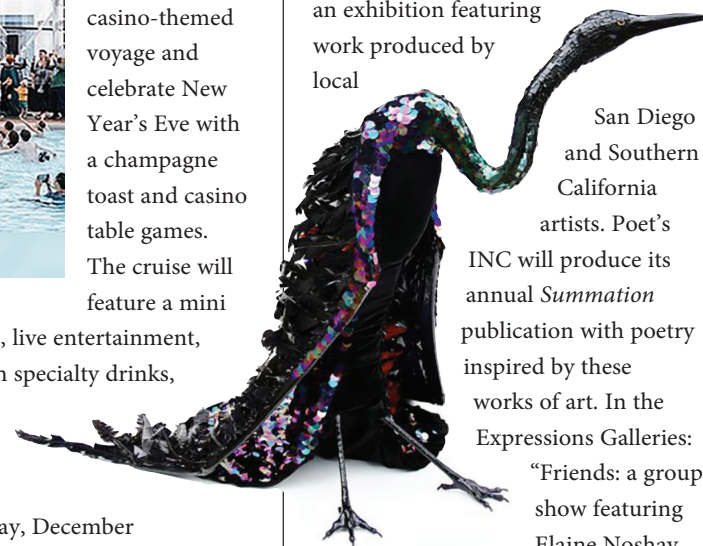 casino-themed
voyage and
celebrate New
Year’s Eve with
a champagne
toast and casino
table games.
The cruise will
feature a mini
, live entertainment,
specialty drinks,
December
an exhibition featuring
work produced by
local
San Diego
and Southern
California
artists. Poet’s
INC will produce its
annual Summation
publication with poetry
inspired by these
works of art. In the
Expressions Galleries:
“Friends: a group
show featuring
Elaine Noshay